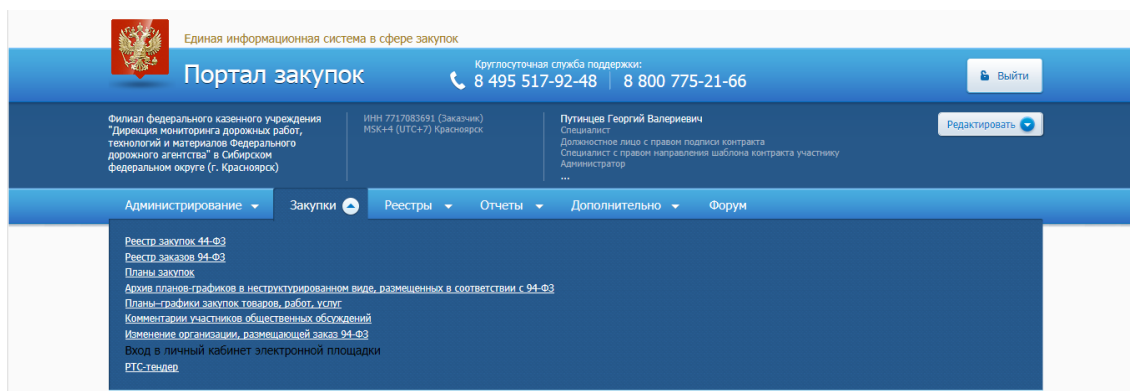 Единая информационная система в сфере закупок
Портал закупок
Круглосуточная служба поддержки:
8 495 517-92-48 8 800 775-21-66
Выйти
Филиал федерального казенного учреждения
"Дирекция мониторинга дорожных работ,
технологий и материалов Федерального
дорожного агентства" в Сибирском
федеральном округе (г. Красноярск)
ИНН 7717083691 (Заказчик)
MSK+4 (UTC+7) Красноярск
Путинцев Георгий Валериевич
Специалист
Должностное лицо с правом подписи контракта
Специалист с правом направления шаблона контракта участнику
Администратор
...
Редактировать
Администрирование Закупки Реестры Отчеты Дополнительно Форум
Реестр закупок 44-ФЗ
Реестр заказов 94-ФЗ
Планы закупок
Архив планов-графиков в неструктурированном виде, размещенных в соответствии с 94-ФЗ
Планы–графики закупок товаров, работ, услуг
Комментарии участников общественных обсуждений
Изменение организации, размещающей заказ 94-ФЗ
Вход в личный кабинет электронной площадки
РТС-тендер